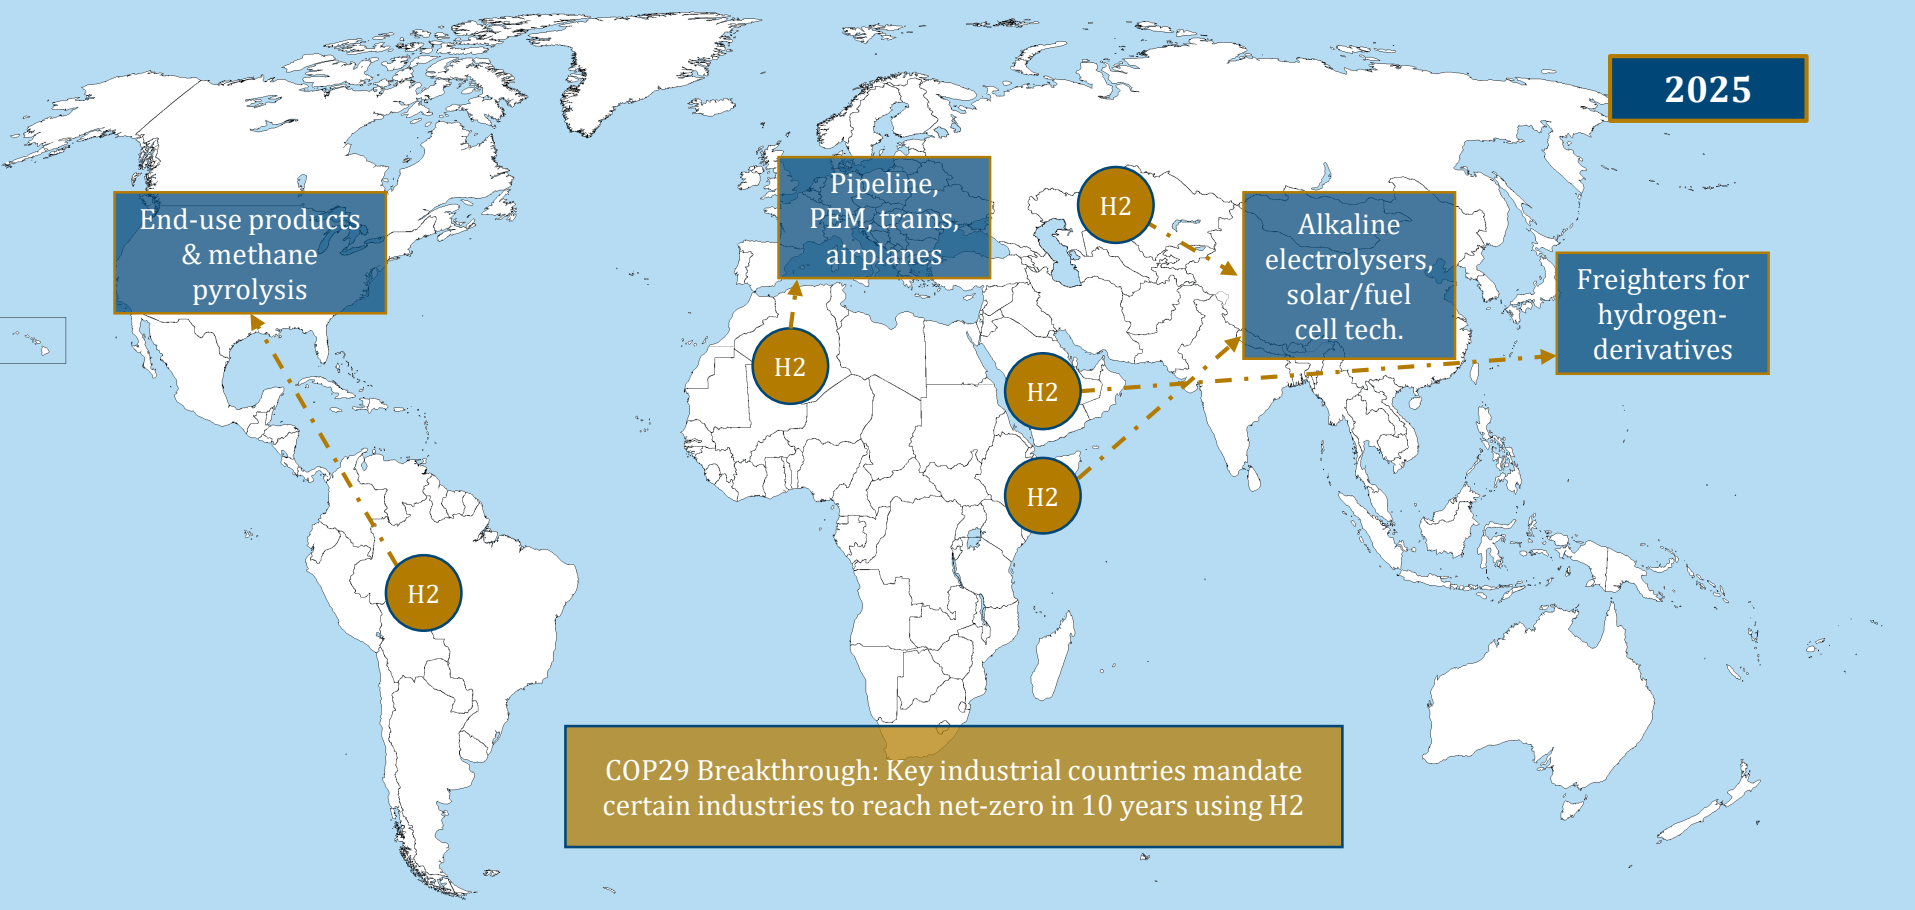 2025
End-use products
& methane
pyrolysis
Pipeline,
PEM, trains,
airplanes
H2
Alkaline
electrolysers,
solar/fuel
cell tech.
Freighters for
hydrogen-
derivatives
H2
H2
H2
H2
COP29 Breakthrough: Key industrial countries mandate
certain industries to reach net-zero in 10 years using H2